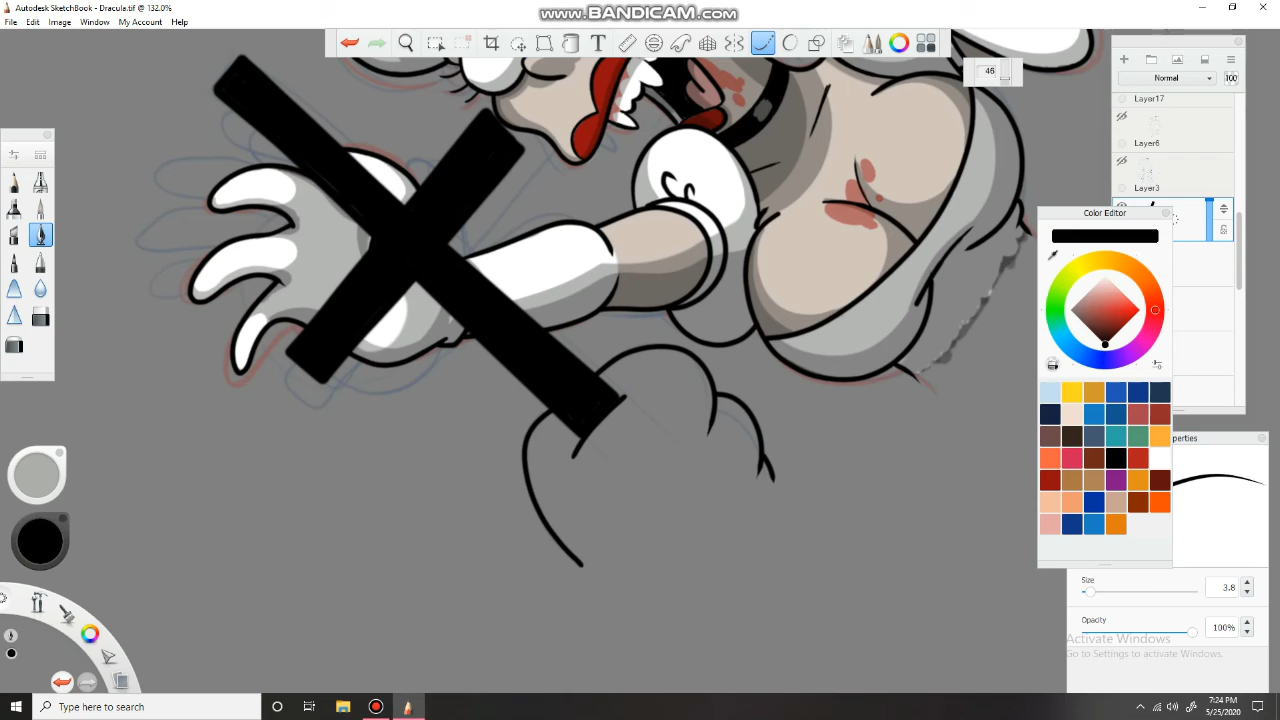 Autodesk SketchBook - Dracula.tif @ 132.0%
www.BANDICAM.com
File Edit Image Window My Account Help
46
Normal
100
Layer17
Layer6
Layer3
Color Editor
perties
Size
3.8
Opacity
100%
Activate Windows
Go to Settings to activate Windows.
Type here to search
7:24 PM
5/25/2020